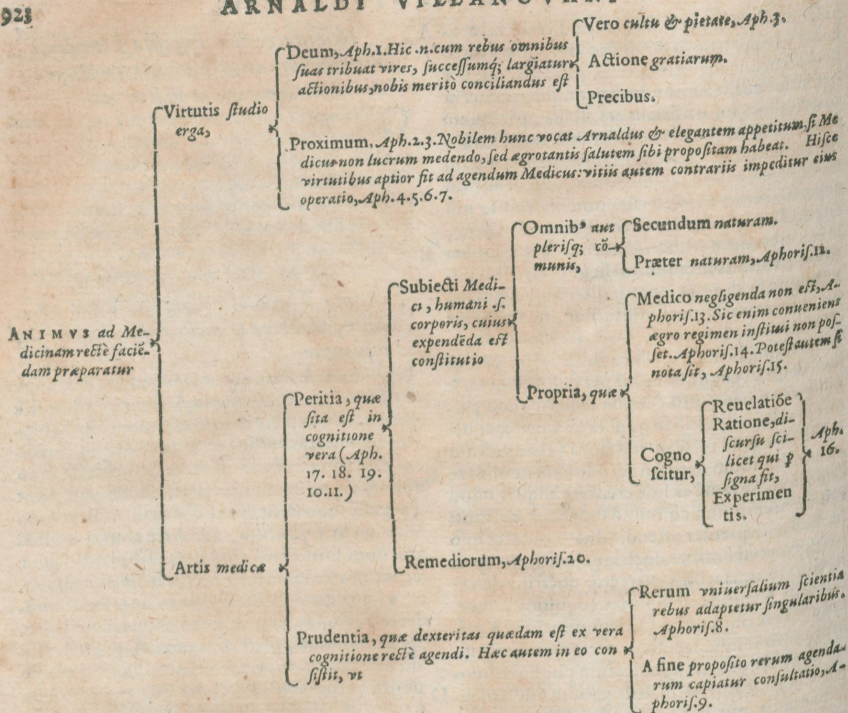 923
ARNALDI VILLANOVANI
Vero cultu & pietate, Aph.3.
Deum, Aph.1.Hic .n.cum rebus omnibus
ſuas tribuat vires, ſucceſſumq́; largiatur
actionibus,nobis meritò conciliandus eſt
Actione gratiarum.
Precibus.
Virtutis ſtudio
erga,
Proximum, Aph.2.3.Nobilem hunc vocat Arnaldus & elegantem appetitum.ſi Me
dicus non lucrum medendo, ſed ægrotantis ſalutem ſibi propoſitam habeat. Hiſce
virtutibus aptior fit ad agendum Medicus: vitiis autem contrariis impeditur eius
operatio, Aph.4.5.6.7.
ANIMVS ad Me-
dicinam rectè faciē-
dam præparatur
Artis medicæ
Peritia, quæ
ſita eſt in
cognitione
vera (Aph.
17. 18. 19.
10.11.)
Subiecti Medi-
ci, humani .ſ.
corporis, cuius
expendēda eſt
conſtitutio
Omnibꝰ aut
pleriſq; cō-
munis,
Secundum naturam.
Præter naturam, Aphoriſ.12.
Propria, quæ
Medico negligenda non eſt, A-
phoriſ.13. Sic enim conueniens
ægro regimen inſtitui non poſ-
ſet. Aphoriſ.14. Poteſt autem ſi
nota ſit, Aphoriſ.15.
Cogno
ſcitur,
Reuelatiōe
Ratione, di-
ſcurſu ſci-
licet qui ꝑ
ſigna fit,
Experimen
tis.
Aph.
16.
Remediorum, Aphoriſ.20.
Prudentia, quæ dexteritas quædam eſt ex vera
cognitione rectè agendi. Hæc autem in eo con
ſiſtit, vt
Rerum vniuerſalium ſcientia
rebus adaptetur ſingularibus.
Aphoriſ.8.
A fine propoſito rerum agenda-
rum capiatur conſultatio, A-
phoriſ.9.